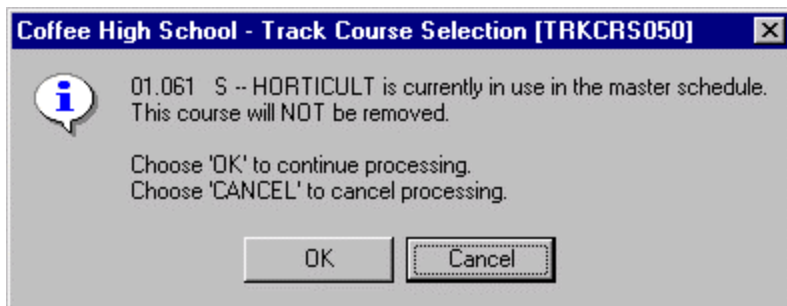 Coffee High School - Track Course Selection [TRKCRS050]
01.061 S -- HORTICULT is currently in use in the master schedule.
This course will NOT be removed.
Choose 'OK' to continue processing.
Choose 'CANCEL' to cancel processing.
OK Cancel